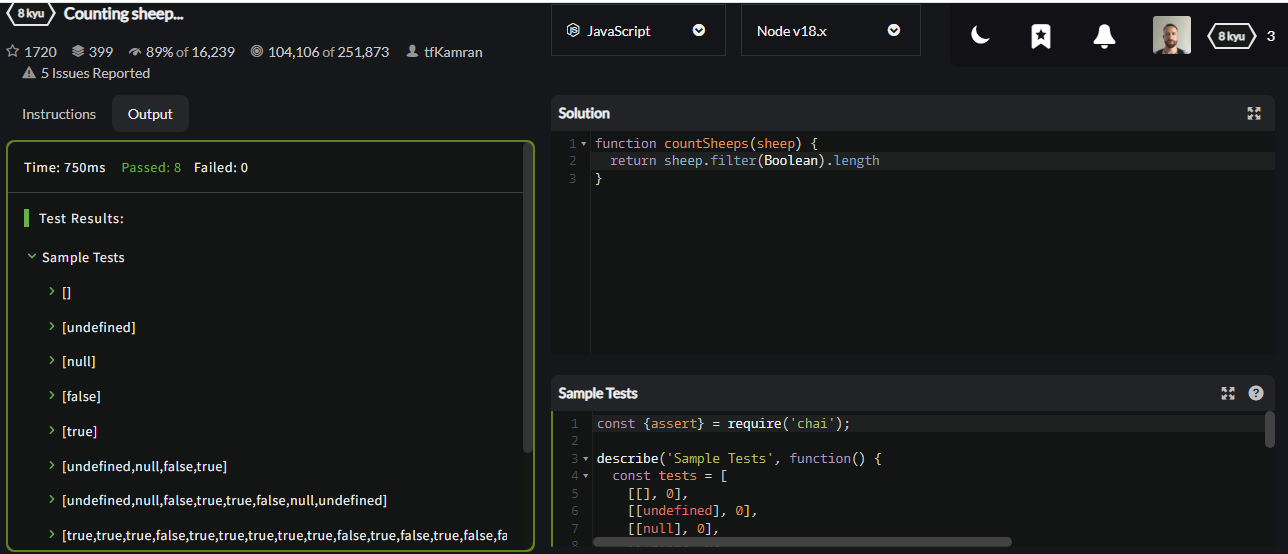 8 kyu Counting sheep...
1720 399 89% of 16,239 104,106 of 251,873 tfKamran
5 Issues Reported
JavaScript
Node v18.x
8 kyu 3
Instructions
Output
Time: 750ms Passed: 8 Failed: 0
Test Results:
Sample Tests
[]
[undefined]
[null]
[false]
[true]
[undefined,null,false,true]
[undefined,null,false,true,true,false,null,undefined]
[true,true,true,false,true,true,true,true,true,false,true,false,true,false,fa
Solution
1 function countSheeps(sheep) {
2 return sheep.filter(Boolean).length
3 }
Sample Tests
?
1 const {assert} = require('chai');
2
3 describe('Sample Tests', function() {
4 const tests = [
5 [[], 0],
6 [[undefined], 0],
7 [[null], 0],
8